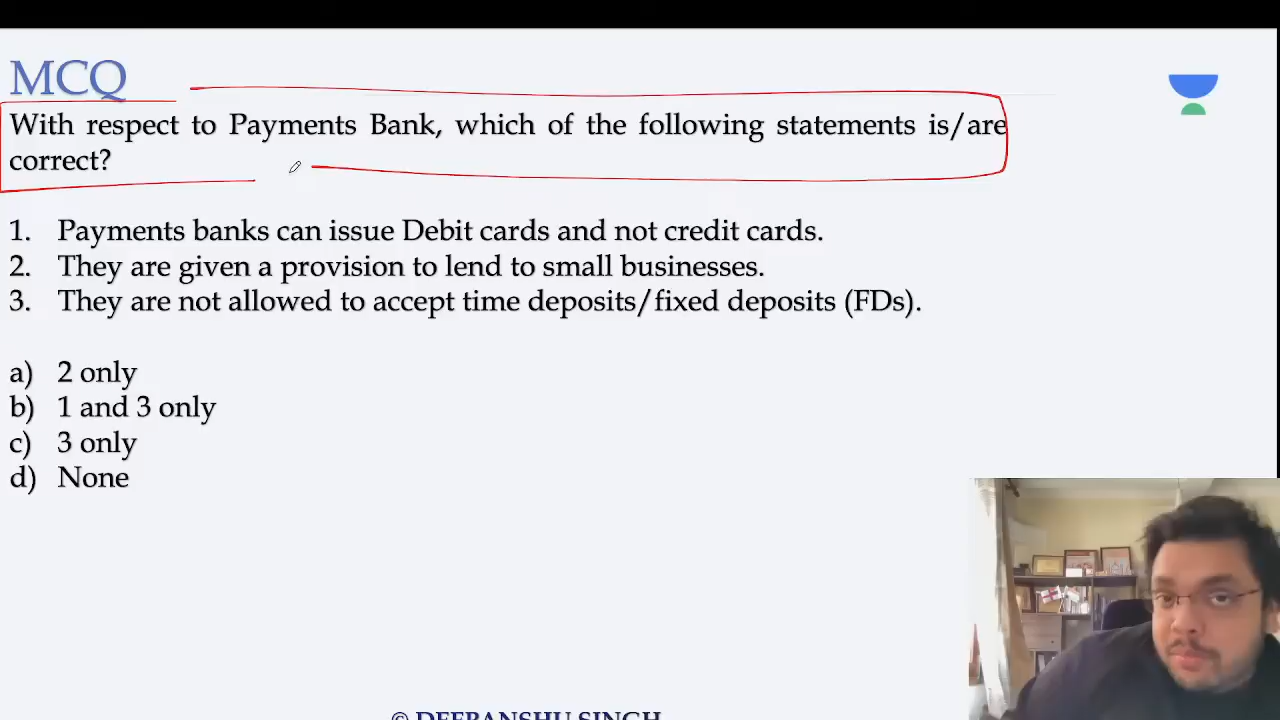 MCQ
With respect to Payments Bank, which of the following statements is/are
correct?
1. Payments banks can issue Debit cards and not credit cards.
2. They are given a provision to lend to small businesses.
3. They are not allowed to accept time deposits/fixed deposits (FDs).
a) 2 only
b) 1 and 3 only
c) 3 only
d) None
© DEEPANSHU SINGH